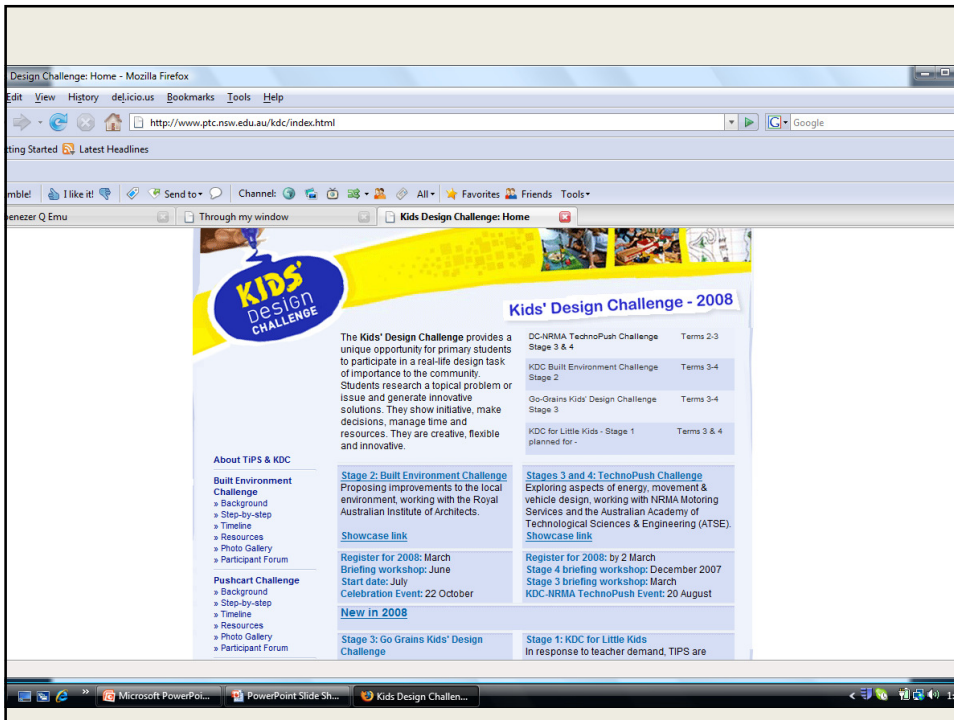 Design Challenge: Home - Mozilla Firefox
Edit View History del.icio.us Bookmarks Tools Help
http://www.ptc.nsw.edu.au/kdc/index.html
Google
tting Started Latest Headlines
mble! I like it! Send to Channel: All Favorites Friends Tools
enezer Q Emu
Through my window
Kids Design Challenge: Home
KIDS'
DESIGN
CHALLENGE
Kids' Design Challenge - 2008
The Kids' Design Challenge provides a
unique opportunity for primary students
to participate in a real-life design task
of importance to the community.
Students research a topical problem or
issue and generate innovative
solutions. They show initiative, make
decisions, manage time and
resources. They are creative, flexible
and innovative.
DC-NRMA TechnoPush Challenge Terms 2-3
Stage 3 & 4
KDC Built Environment Challenge Terms 3-4
Stage 2
Go-Grains Kids' Design Challenge Terms 3-4
Stage 3
KDC for Little Kids - Stage 1 Terms 3 & 4
planned for -
About TiPS & KDC
Built Environment
Challenge
» Background
» Step-by-step
» Timeline
» Resources
» Photo Gallery
» Participant Forum
Pushcart Challenge
» Background
» Step-by-step
» Timeline
» Resources
» Photo Gallery
» Participant Forum
Stage 2: Built Environment Challenge
Proposing improvements to the local
environment, working with the Royal
Australian Institute of Architects.
Showcase link
Register for 2008: March
Briefing workshop: June
Start date: July
Celebration Event: 22 October
Stages 3 and 4: TechnoPush Challenge
Exploring aspects of energy, movement &
vehicle design, working with NRMA Motoring
Services and the Australian Academy of
Technological Sciences & Engineering (ATSE).
Showcase link
Register for 2008: by 2 March
Stage 4 briefing workshop: December 2007
Stage 3 briefing workshop: March
KDC-NRMA TechnoPush Event: 20 August
New in 2008
Stage 3: Go Grains Kids' Design
Challenge
Stage 1: KDC for Little Kids
In response to teacher demand, TIPS are
Microsoft PowerPoi...
PowerPoint Slide Sh...
Kids Design Challen...